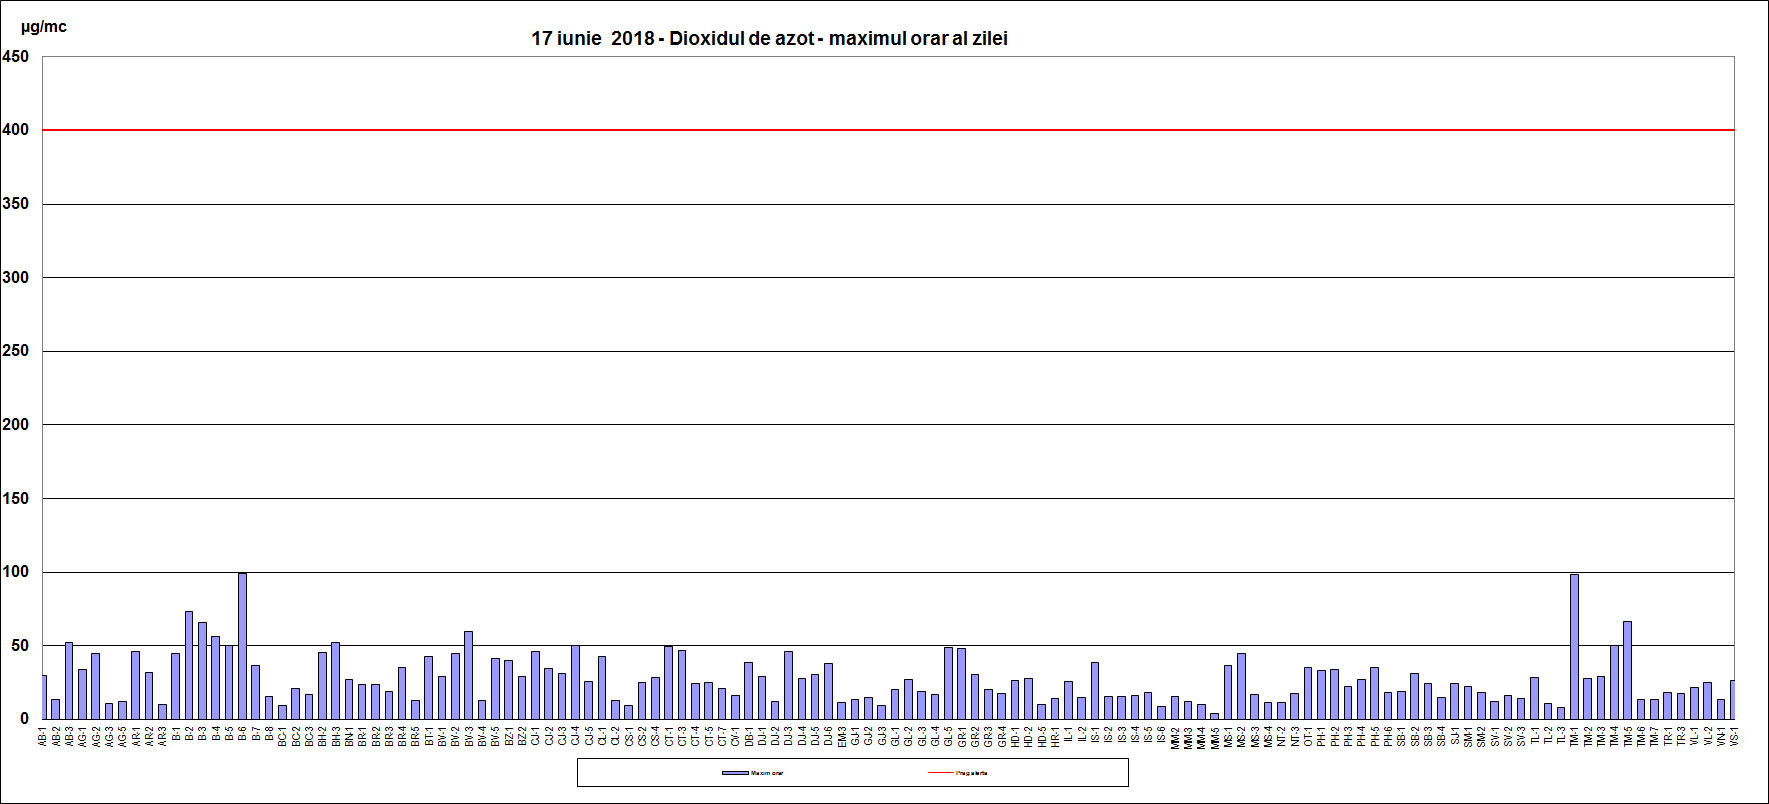 µg/mc
17 iunie 2018 - Dioxidul de azot - maximul orar al zilei
450
400
350
300
250
200
150
100
50
0
AB-1 AB-2 AB-3 AG-1 AG-2 AG-3 AG-5 AR-1 AR-2 AR-3 B-1 B-2 B-3 B-4 B-5 B-6 B-7 B-8 BC-1 BC-2 BC-3 BH-2 BH-3 BN-1 BR-1 BR-2 BR-3 BR-4 BR-5 BT-1 BV-1 BV-2 BV-3 BV-4 BV-5 BZ-1 BZ-2 CJ-1 CJ-2 CJ-3 CJ-4 CJ-5 CL-1 CL-2 CS-1 CS-2 CS-4 CT-1 CT-3 CT-4 CT-5 CT-7 CV-1 DB-1 DJ-1 DJ-2 DJ-3 DJ-4 DJ-5 DJ-6 EM-3 GJ-1 GJ-2 GJ-3 GL-1 GL-2 GL-3 GL-4 GL-5 GR-1 GR-2 GR-3 GR-4 HD-1 HD-2 HD-5 HR-1 IL-1 IL-2 IS-1 IS-2 IS-3 IS-4 IS-5 IS-6 MM-2 MM-3 MM-4 MM-5 MS-1 MS-2 MS-3 MS-4 NT-2 NT-3 OT-1 PH-1 PH-2 PH-3 PH-4 PH-5 PH-6 SB-1 SB-2 SB-3 SB-4 SJ-1 SM-1 SM-2 SV-1 SV-2 SV-3 TL-1 TL-2 TL-3 TM-1 TM-2 TM-3 TM-4 TM-5 TM-6 TM-7 TR-1 TR-3 VL-1 VL-2 VN-1 VS-1
Maxim orar Prag alerta